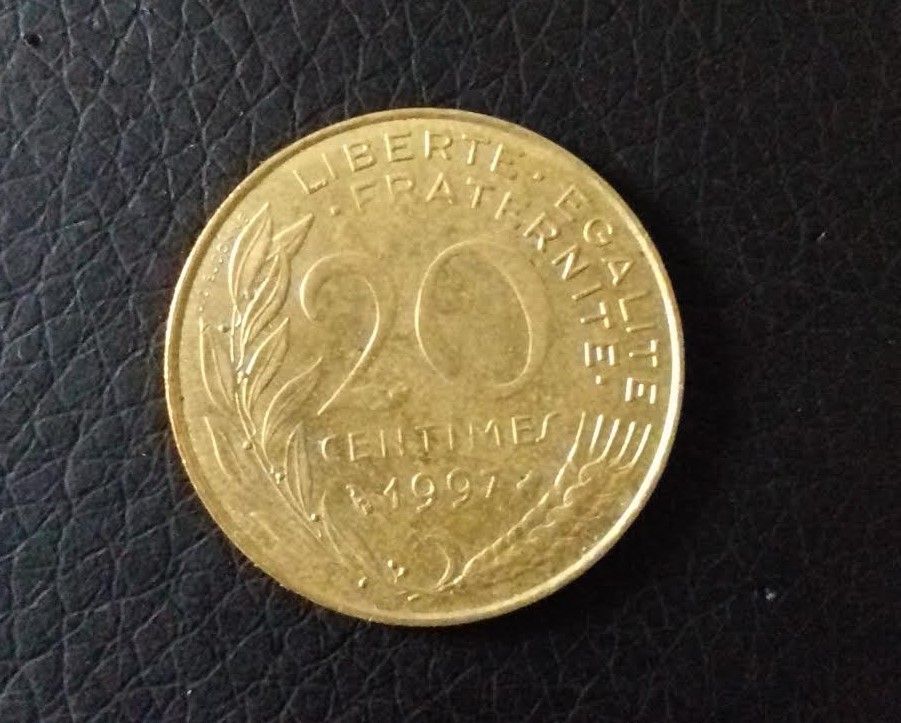 LIBERTE · EGALITE
· FRATERNITE ·
20
CENTIMES
1997